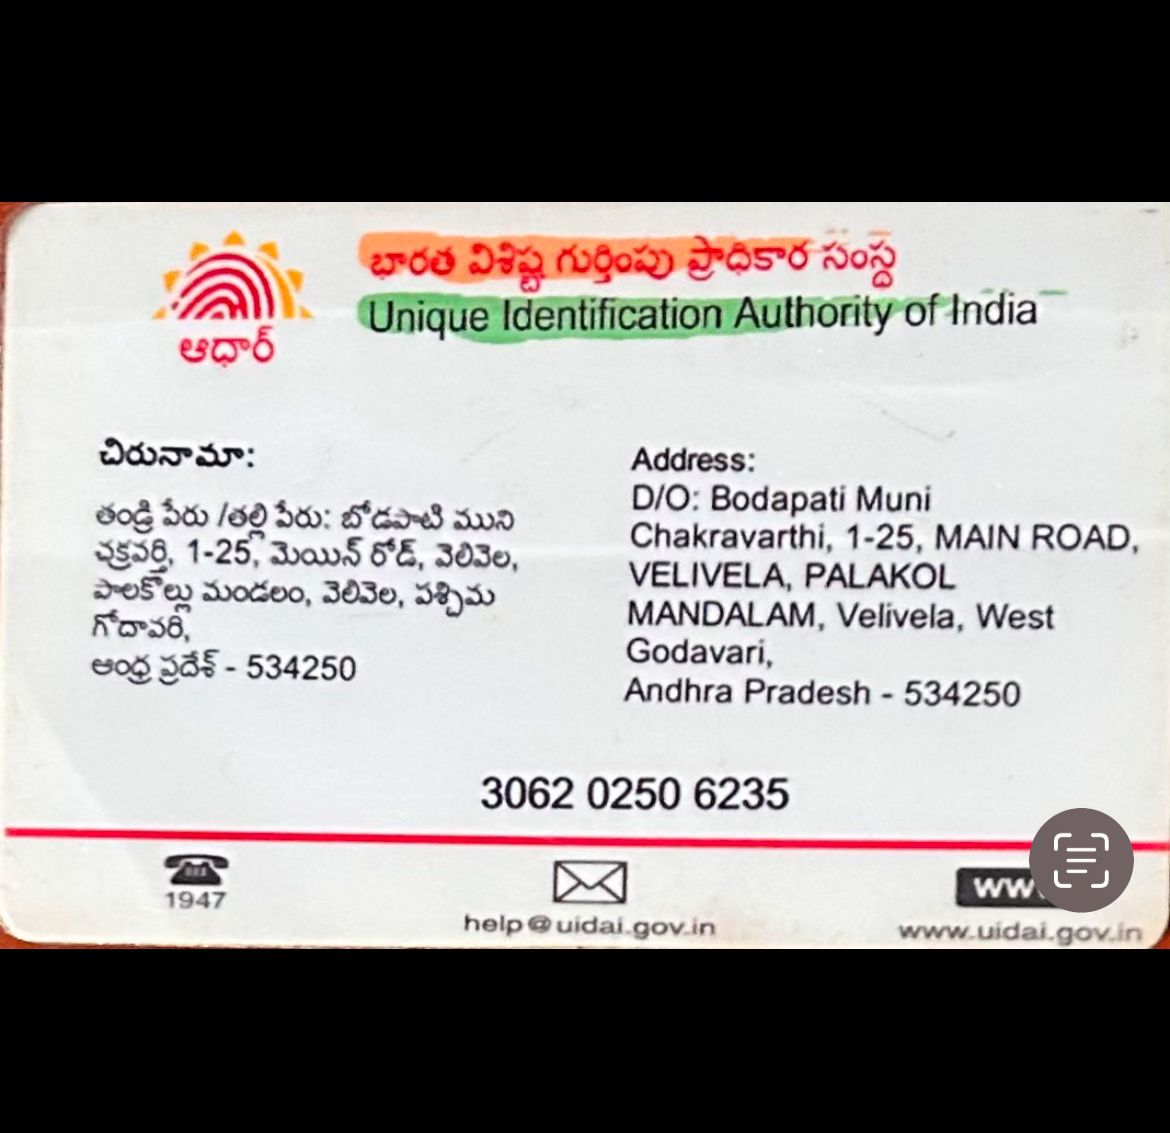 భారత విశిష్ట గుర్తింపు ప్రాధికార సంస్థ
Unique Identification Authority of India
ఆధార్
చిరునామా:
తండ్రి పేరు /తల్లి పేరు: బోడపాటి ముని
చక్రవర్తి, 1-25, మెయిన్ రోడ్, వెలివెల,
పాలకొల్లు మండలం, వెలివెల, పశ్చిమ
గోదావరి,
ఆంధ్ర ప్రదేశ్ - 534250
Address:
D/O: Bodapati Muni
Chakravarthi, 1-25, MAIN ROAD,
VELIVELA, PALAKOL
MANDALAM, Velivela, West
Godavari,
Andhra Pradesh - 534250
3062 0250 6235
1947
help@uidai.gov.in
www.uidai.gov.in